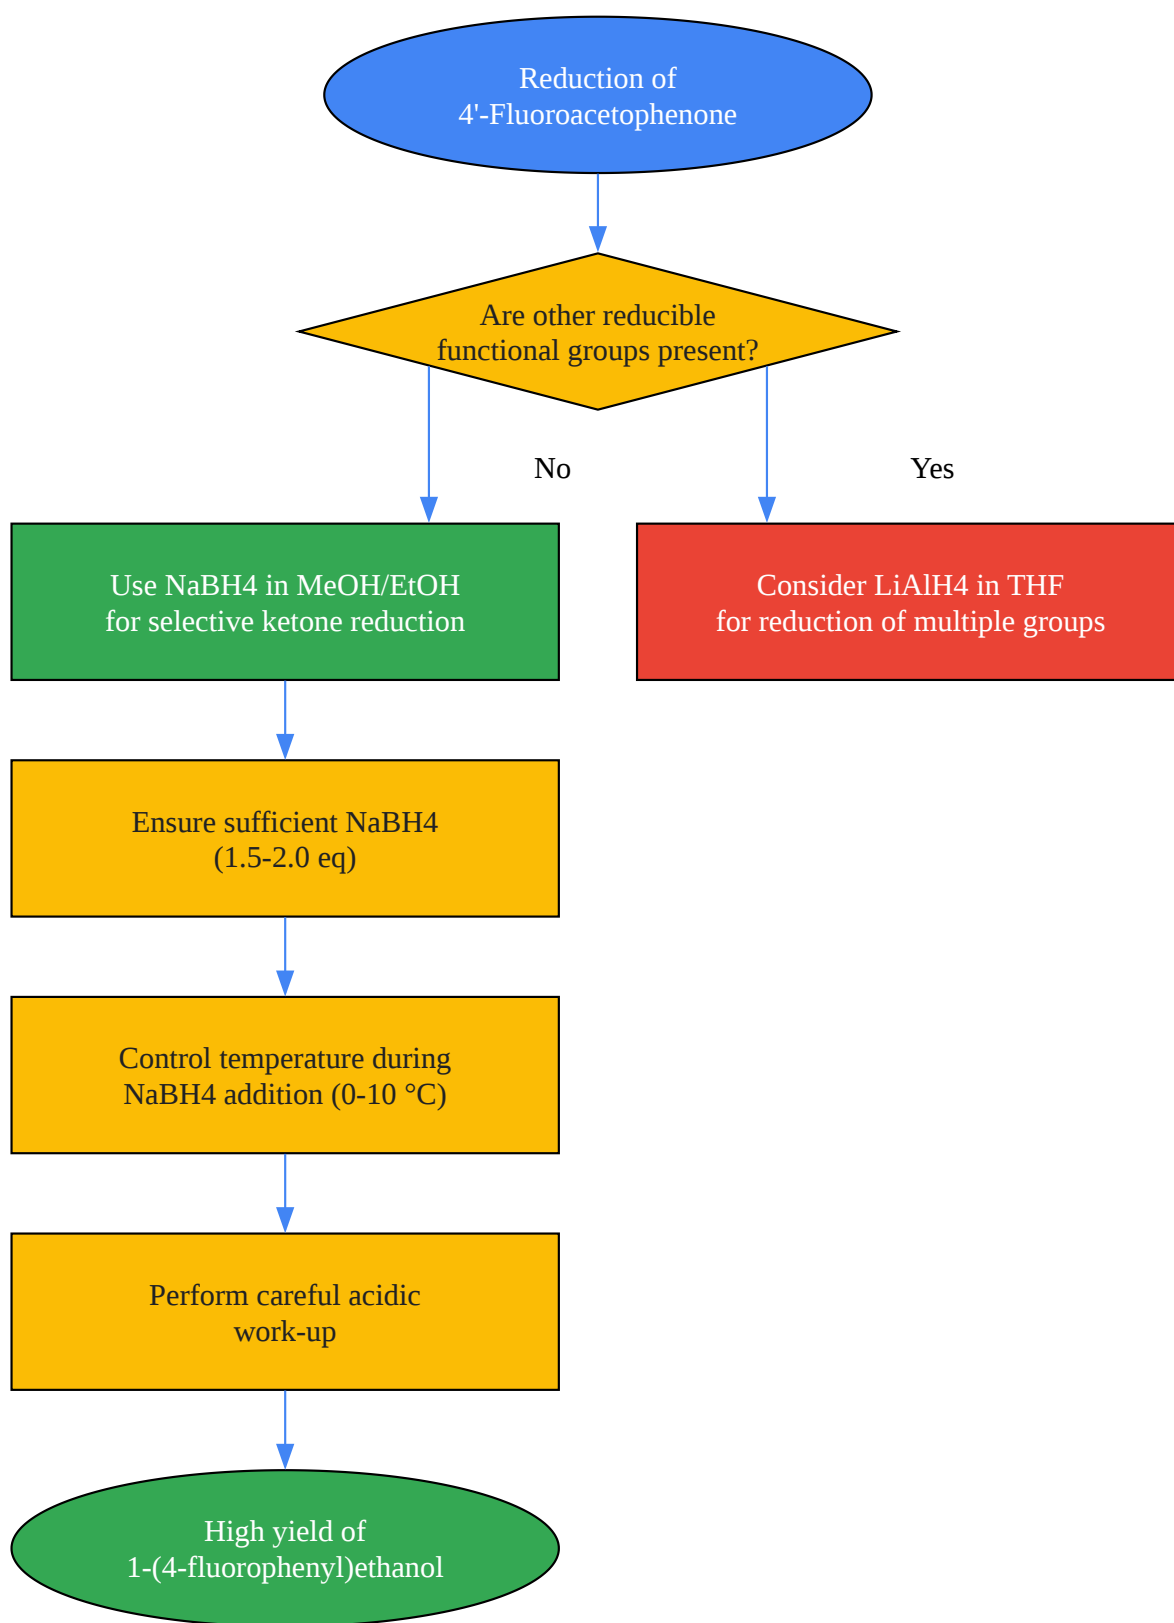 Reduction of
4'-Fluoroacetophenone
Are other reducible
functional groups present?
No
Yes
Use NaBH4 in MeOH/EtOH
for selective ketone reduction
Consider LiAlH4 in THF
for reduction of multiple groups
Ensure sufficient NaBH4
(1.5-2.0 eq)
Control temperature during
NaBH4 addition (0-10 °C)
Perform careful acidic
work-up
High yield of
1-(4-fluorophenyl)ethanol